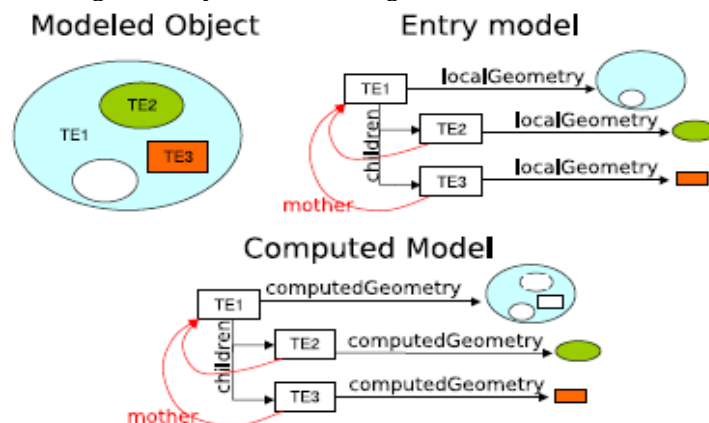 Modeled Object
TE2
TE1
TE3
Entry model
TE1
localGeometry
children
TE2
localGeometry
TE3
localGeometry
mother
Computed Model
TE1
computedGeometry
children
TE2
computedGeometry
TE3
computedGeometry
mother